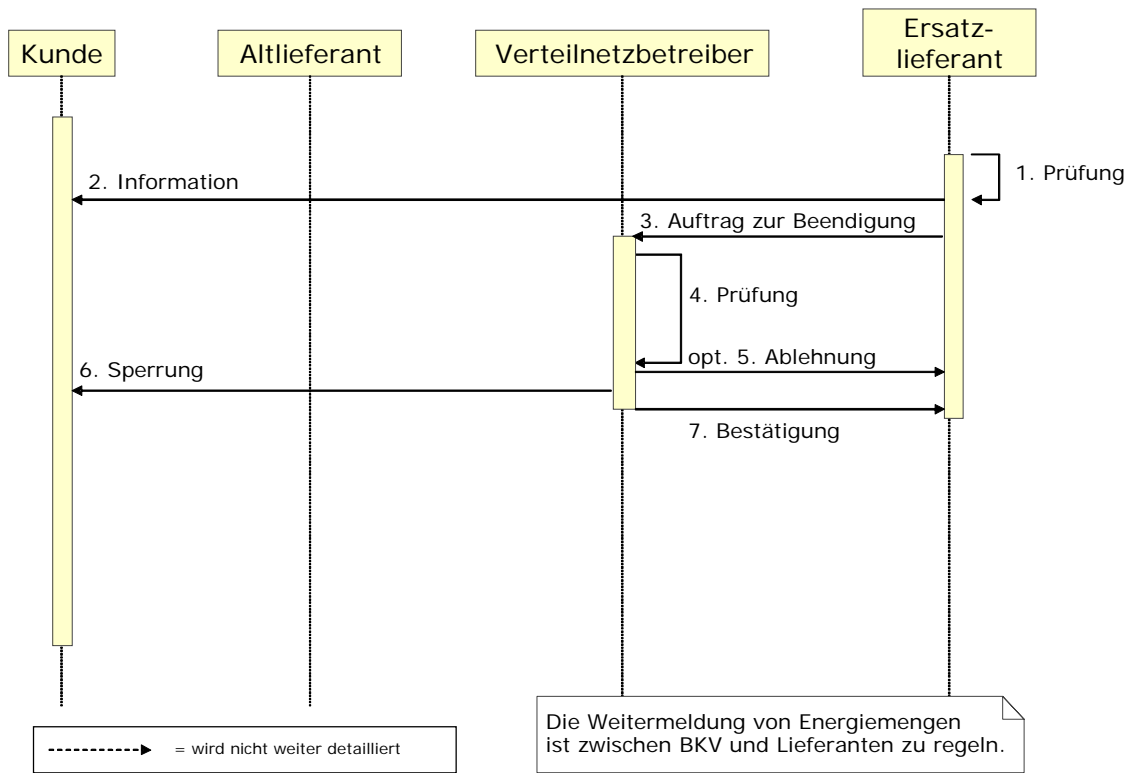 Kunde
Altlieferant
Verteilnetzbetreiber
Ersatz-
lieferant
1. Prüfung
2. Information
3. Auftrag zur Beendigung
4. Prüfung
opt. 5. Ablehnung
6. Sperrung
7. Bestätigung
Die Weitermeldung von Energiemengen
ist zwischen BKV und Lieferanten zu regeln.
= wird nicht weiter detailliert